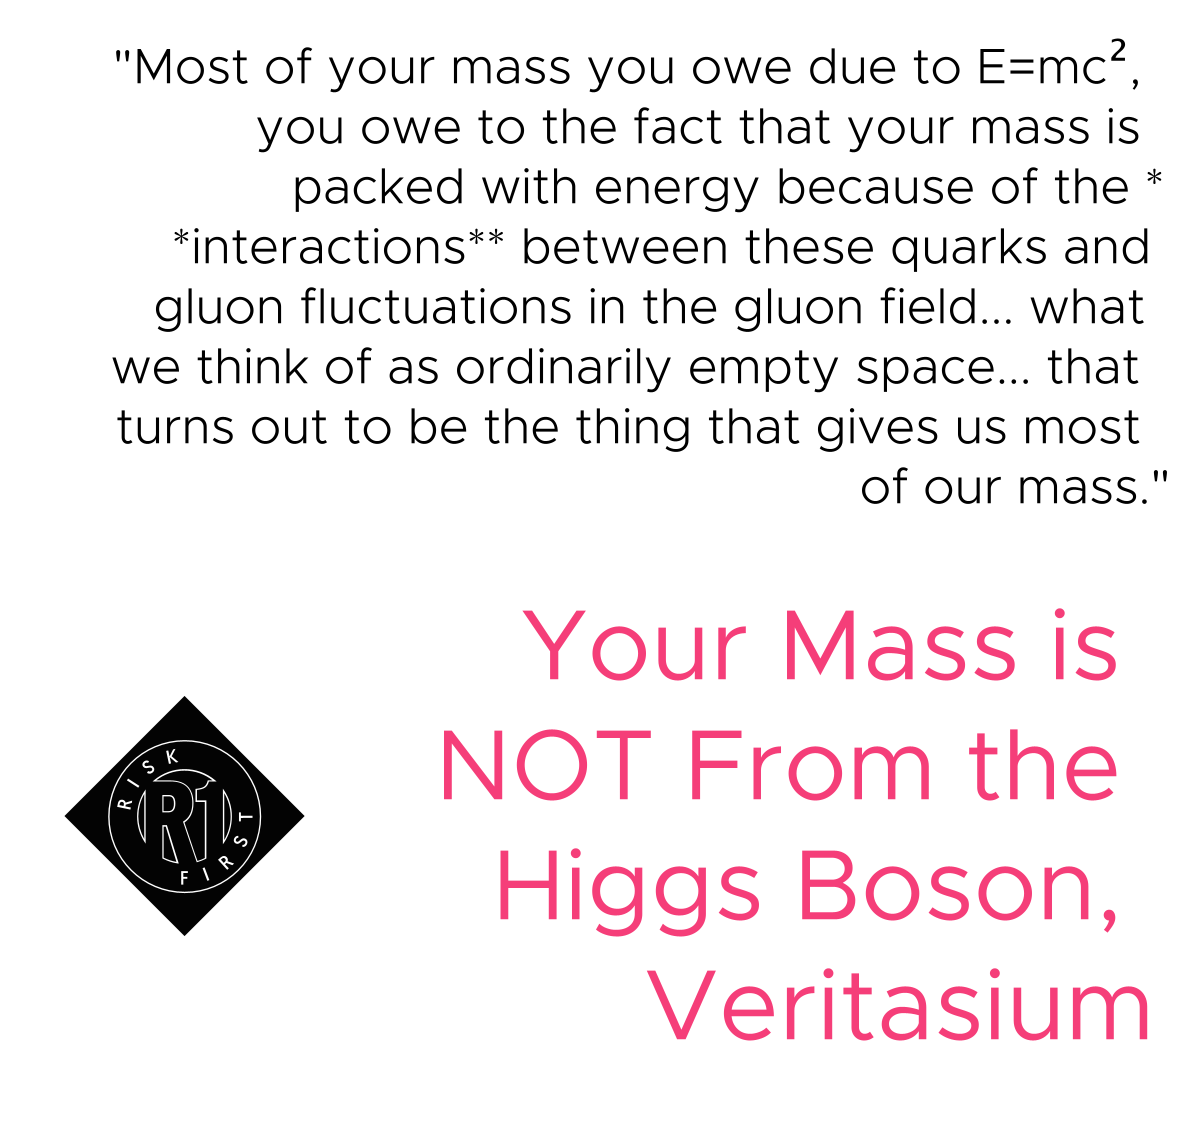 "Most of your mass you owe due to E=mc²,
you owe to the fact that your mass is
packed with energy because of the *
*interactions** between these quarks and
gluon fluctuations in the gluon field... what
we think of as ordinarily empty space... that
turns out to be the thing that gives us most
of our mass."
Your Mass is
NOT From the
Higgs Boson,
Veritasium
RISK
R1
FIRST